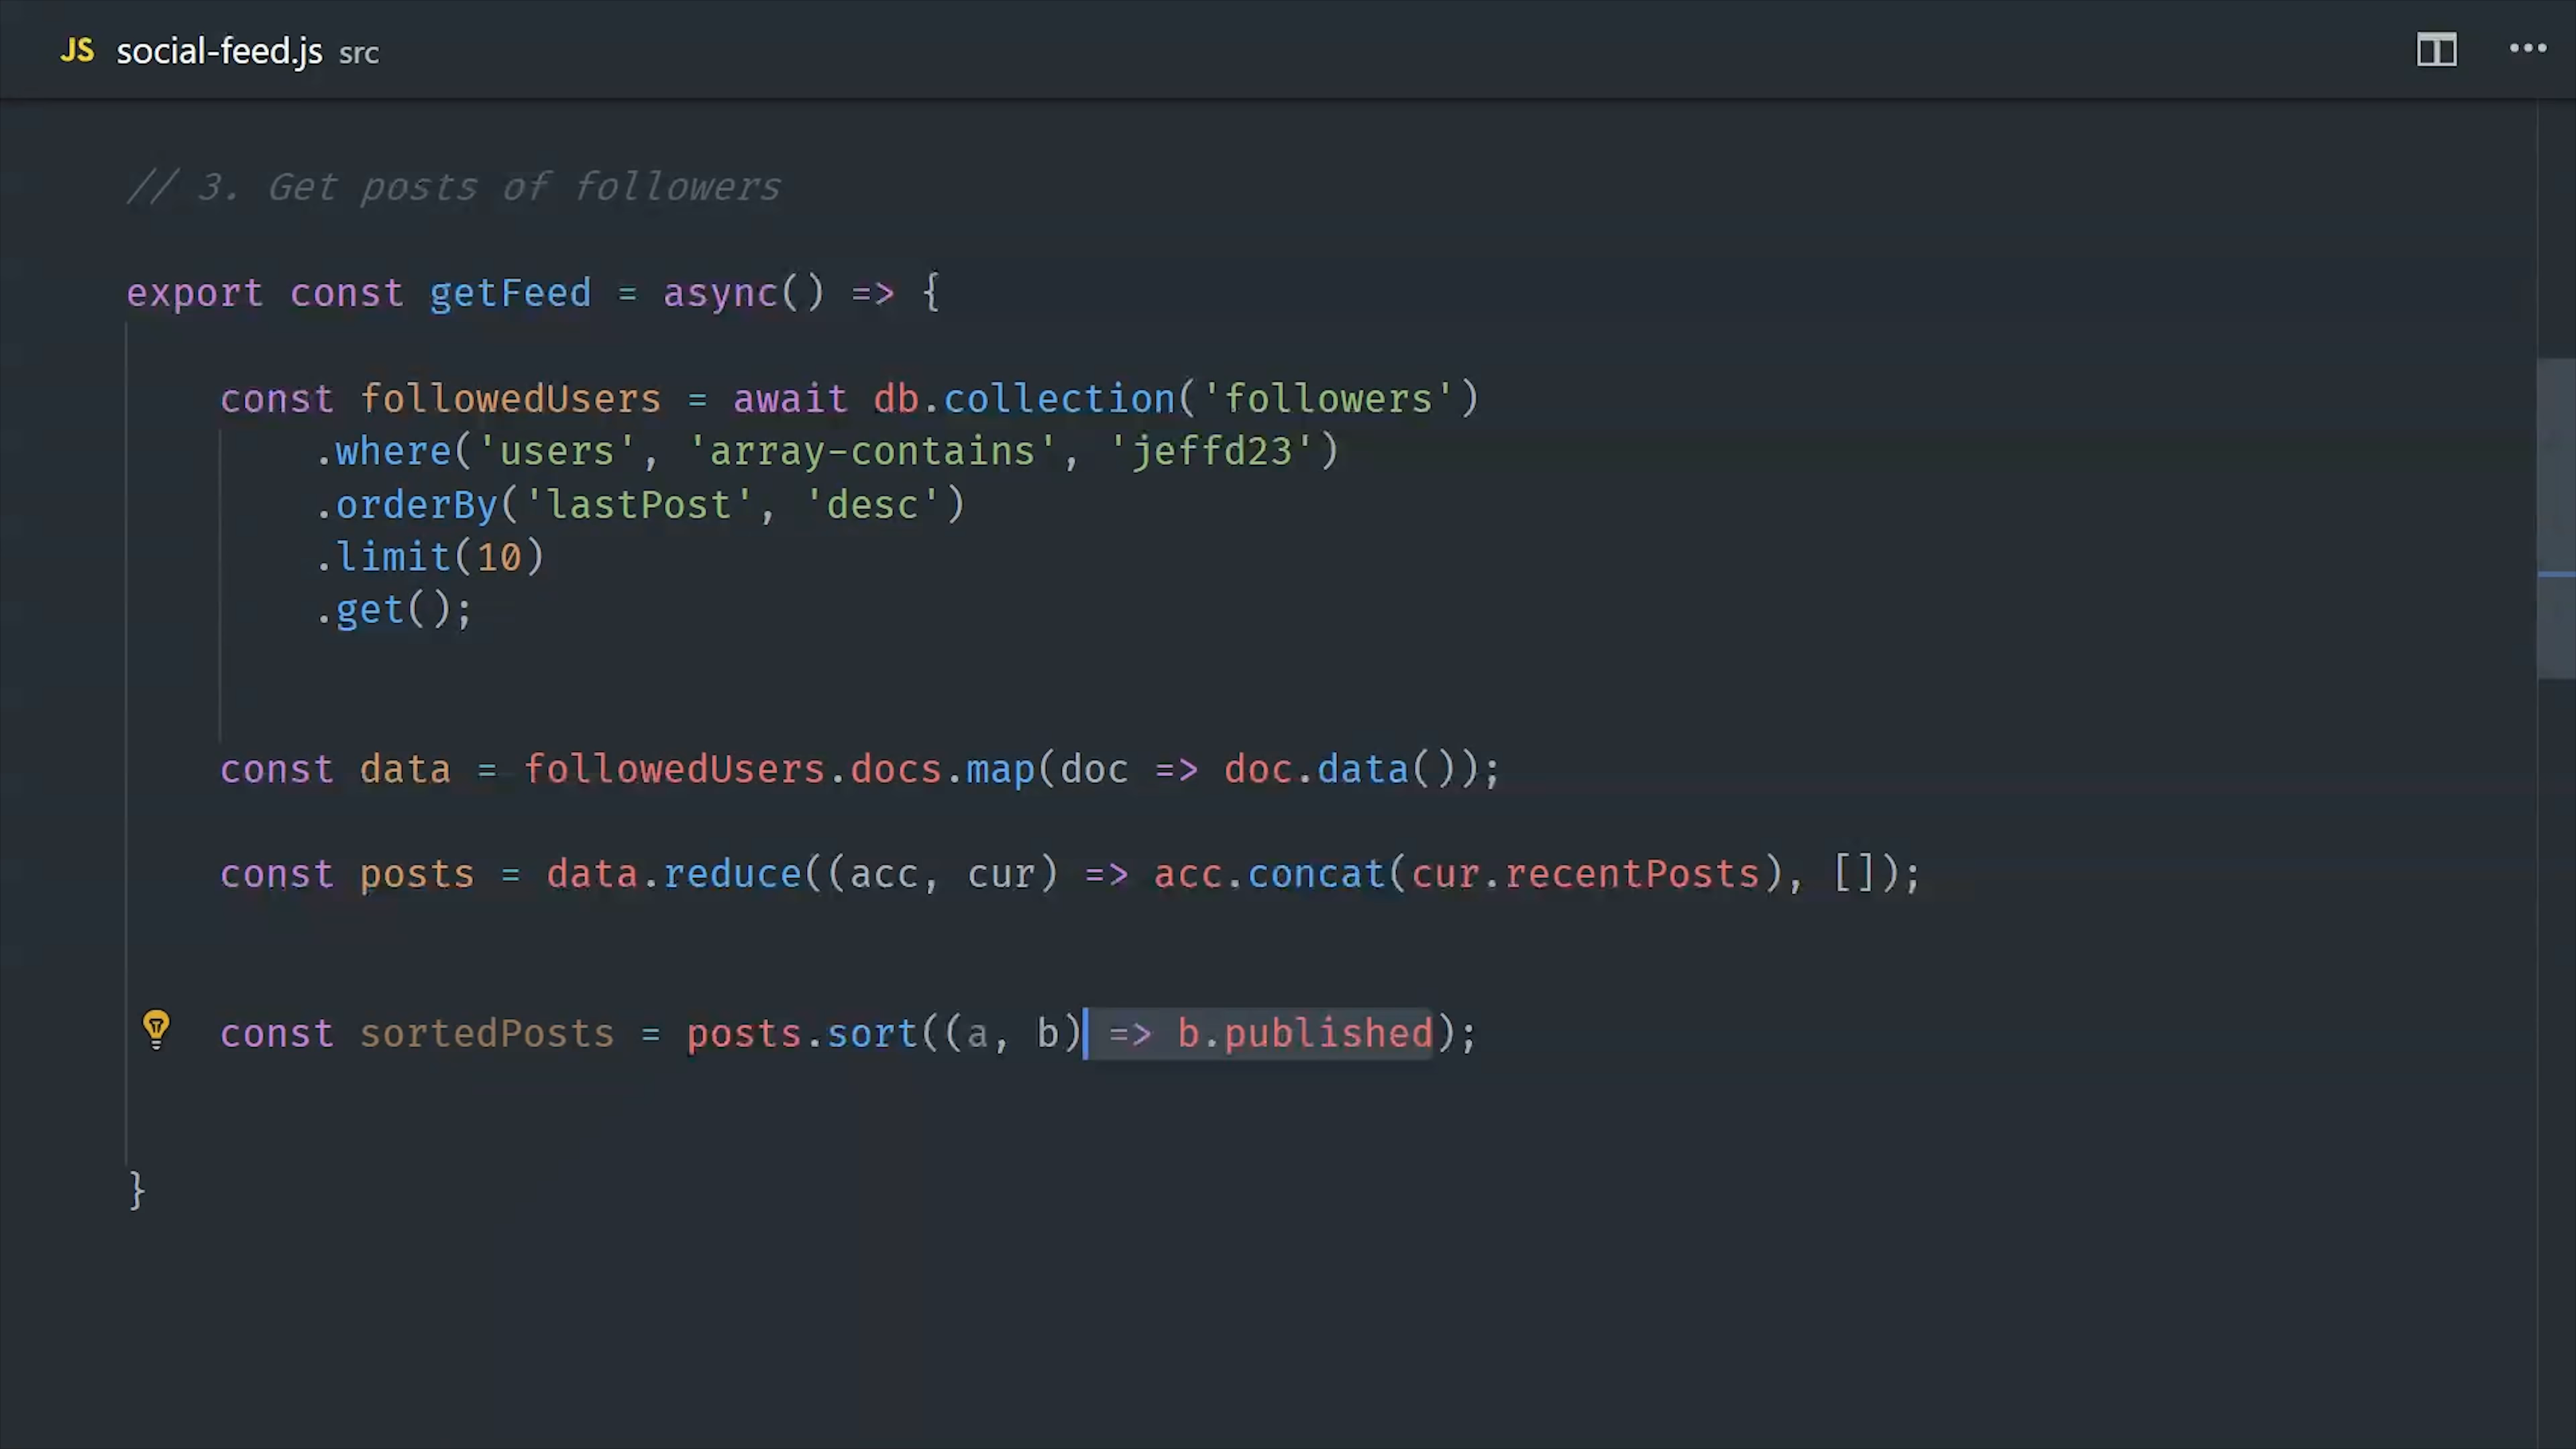 JS social-feed.js src
// 3. Get posts of followers
export const getFeed = async() => {
const followedUsers = await db.collection('followers')
.where('users', 'array-contains', 'jeffd23')
.orderBy('lastPost', 'desc')
.limit(10)
.get();
const data = followedUsers.docs.map(doc => doc.data());
const posts = data.reduce((acc, cur) => acc.concat(cur.recentPosts), []);
const sortedPosts = posts.sort((a, b) => b.published);
}